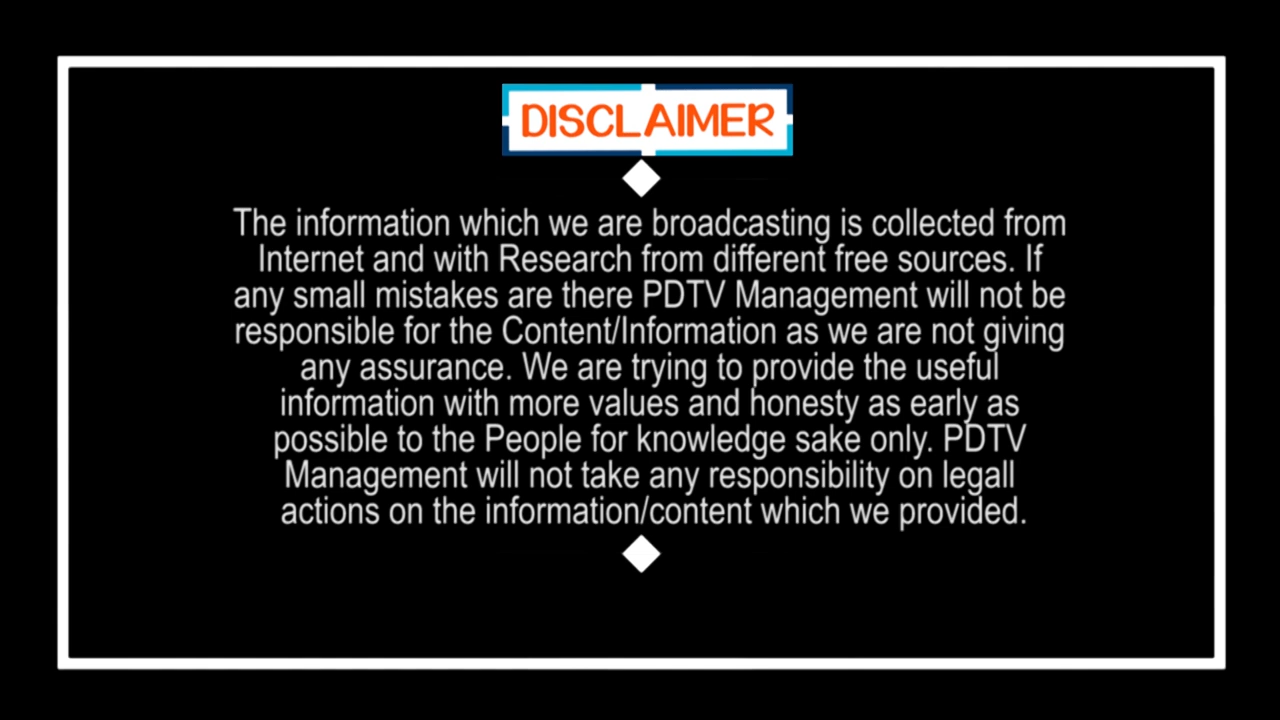 DISCLAIMER
The information which we are broadcasting is collected from
Internet and with Research from different free sources. If
any small mistakes are there PDTV Management will not be
responsible for the Content/Information as we are not giving
any assurance. We are trying to provide the useful
information with more values and honesty as early as
possible to the People for knowledge sake only. PDTV
Management will not take any responsibility on legall
actions on the information/content which we provided.